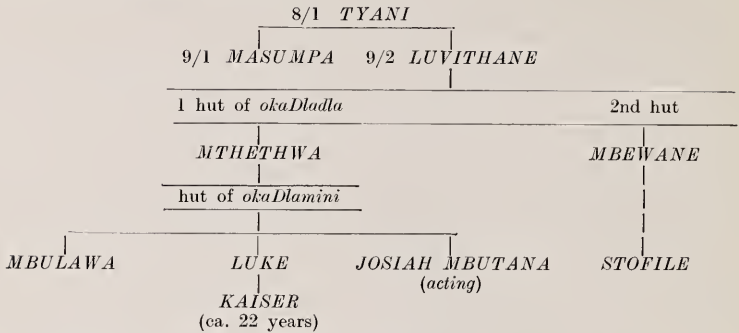 8/1 TYANI
9/1 MASUMPA 9/2 LUVITHANE
1 hut of okaDladla 2nd hut
MTHETHWA MBEWANE
hut of okaDlamini
MBULAWA LUKE JOSIAH MBUTANA STOFILE
(acting)
KAISER
(ca. 22 years)